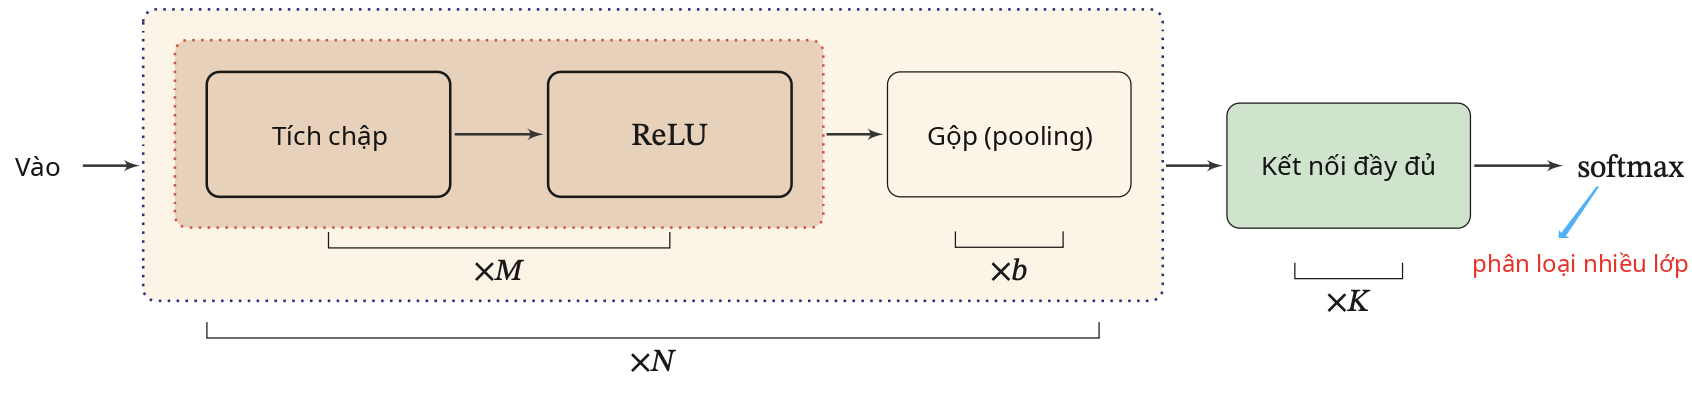 Vào
Tích chập
ReLU
Gộp (pooling)
Kết nối đầy đủ
softmax
phân loại nhiều lớp
×M
×b
×K
×N